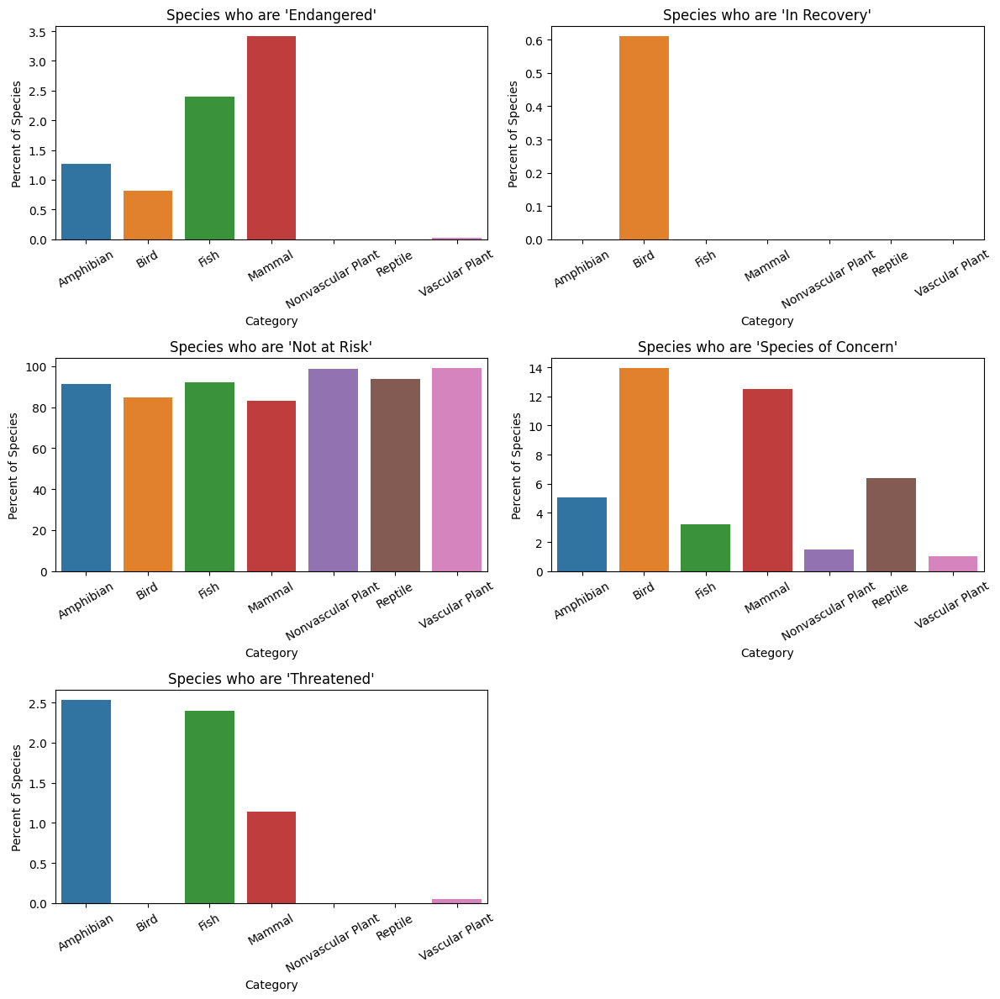 Species who are 'Endangered'
Percent of Species
3.5
3.0
2.5
2.0
1.5
1.0
0.5
0.0
Amphibian
Bird
Fish
Mammal
Nonvascular Plant
Reptile
Vascular Plant
Category
Species who are 'In Recovery'
Percent of Species
0.6
0.5
0.4
0.3
0.2
0.1
0.0
Amphibian
Bird
Fish
Mammal
Nonvascular Plant
Reptile
Vascular Plant
Category
Species who are 'Not at Risk'
Percent of Species
100
80
60
40
20
0
Amphibian
Bird
Fish
Mammal
Nonvascular Plant
Reptile
Vascular Plant
Category
Species who are 'Species of Concern'
Percent of Species
14
12
10
8
6
4
2
0
Amphibian
Bird
Fish
Mammal
Nonvascular Plant
Reptile
Vascular Plant
Category
Species who are 'Threatened'
Percent of Species
2.5
2.0
1.5
1.0
0.5
0.0
Amphibian
Bird
Fish
Mammal
Nonvascular Plant
Reptile
Vascular Plant
Category